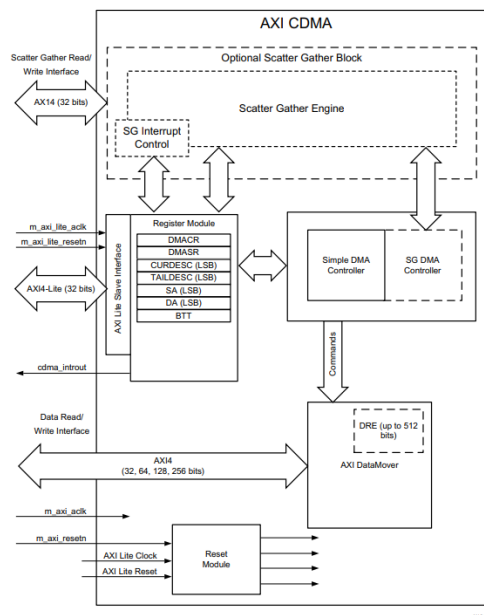 AXI CDMA
Optional Scatter Gather Block
Scatter Gather Read/
Write Interface
AX14 (32 bits)
Scatter Gather Engine
SG Interrupt
Control
m_axi_lite_aclk
m_axi_lite_resetn
AXI4-Lite (32 bits)
cdma_introut
AXI Lite Slave Interface
Register Module
DMACR
DMASR
CURDESC (LSB)
TAILDESC (LSB)
SA (LSB)
DA (LSB)
BTT
Simple DMA
Controller
SG DMA
Controller
Commands
Data Read/
Write Interface
AXI4
(32, 64, 128, 256 bits)
DRE (up to 512
bits)
AXI DataMover
m_axi_aclk
m_axi_resetn
AXI Lite Clock
AXI Lite Reset
Reset
Module